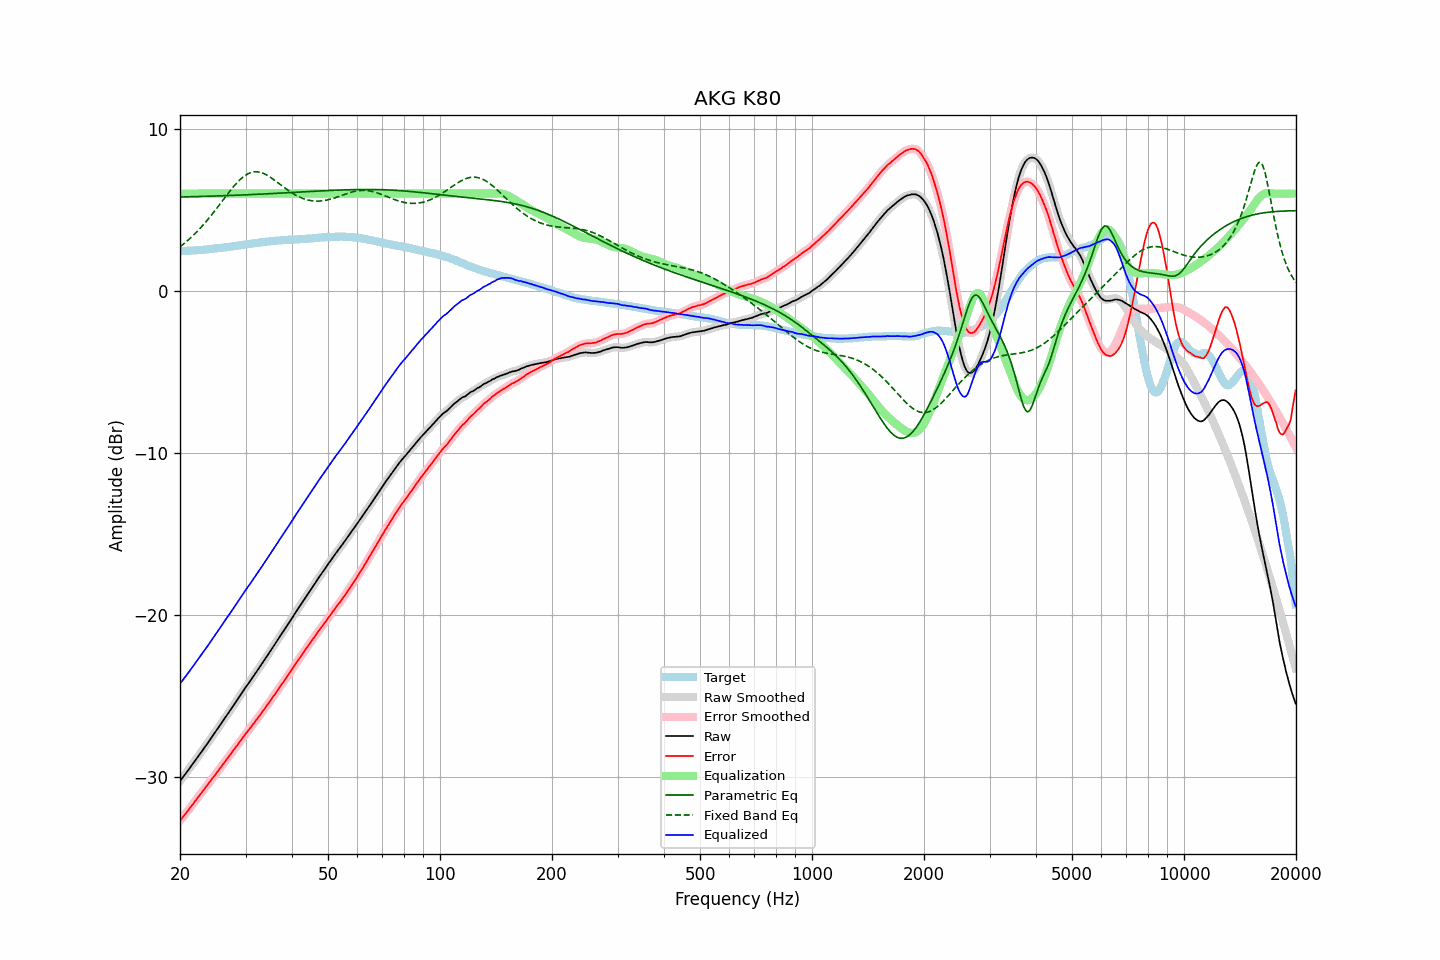 AKG K80
Amplitude (dBr)
10
0
−10
−20
−30
Target
Raw Smoothed
Error Smoothed
Raw
Error
Equalization
Parametric Eq
Fixed Band Eq
Equalized
20 50 100 200 500 1000 2000 5000 10000 20000
Frequency (Hz)